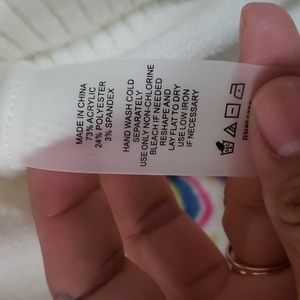 MADE IN CHINA
73% ACRYLIC
24% POLYESTER
3% SPANDEX
HAND WASH COLD
SEPARATELY
USE ONLY NON-CHLORINE
BLEACH IF NEEDED
RESHAPE AND
LAY FLAT TO DRY
USE LOW IRON
IF NECESSARY